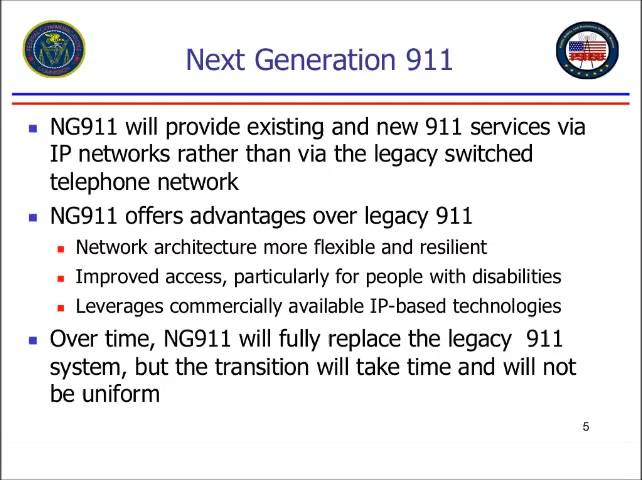 Next Generation 911
NG911 will provide existing and new 911 services via
IP networks rather than via the legacy switched
telephone network
NG911 offers advantages over legacy 911
Network architecture more flexible and resilient
Improved access, particularly for people with disabilities
Leverages commercially available IP-based technologies
Over time, NG911 will fully replace the legacy  911
system, but the transition will take time and will not
be uniform
5